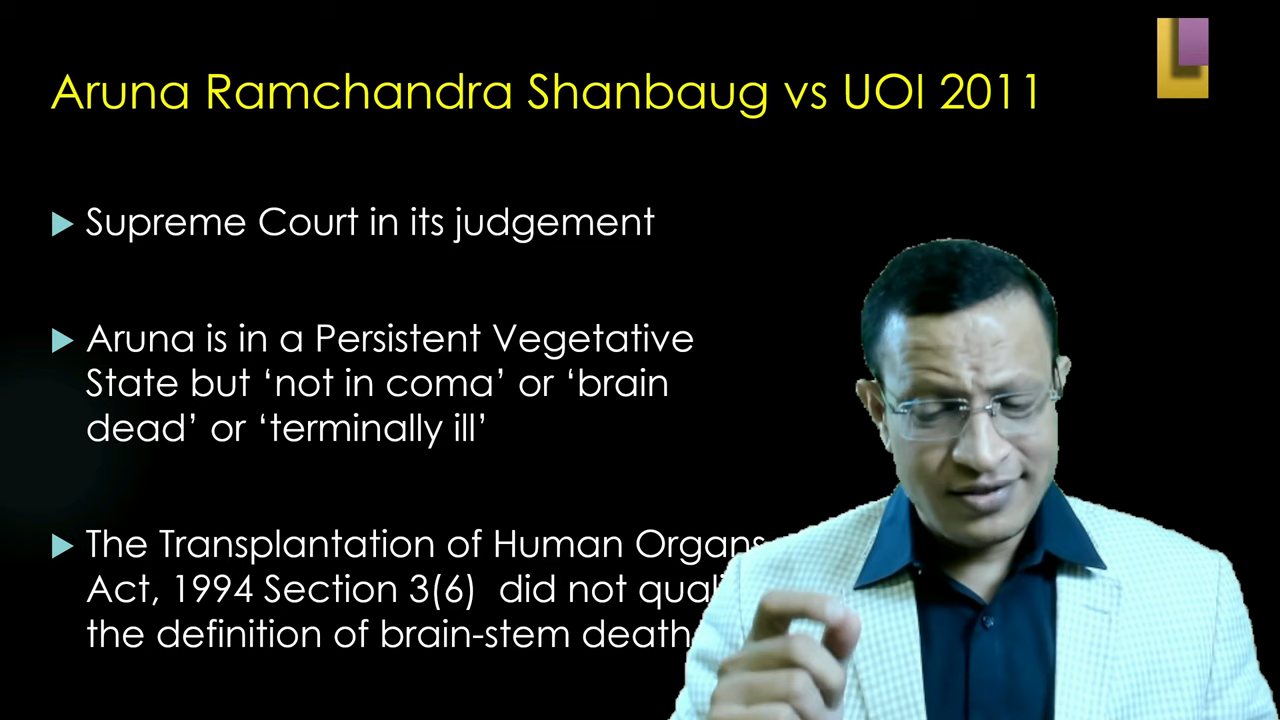 Aruna Ramchandra Shanbaug vs UOI 2011
Supreme Court in its judgement
Aruna is in a Persistent Vegetative
State but ‘not in coma’ or ‘brain
dead’ or ‘terminally ill’
The Transplantation of Human Organs
Act, 1994 Section 3(6) did not
the definition of brain-stem death